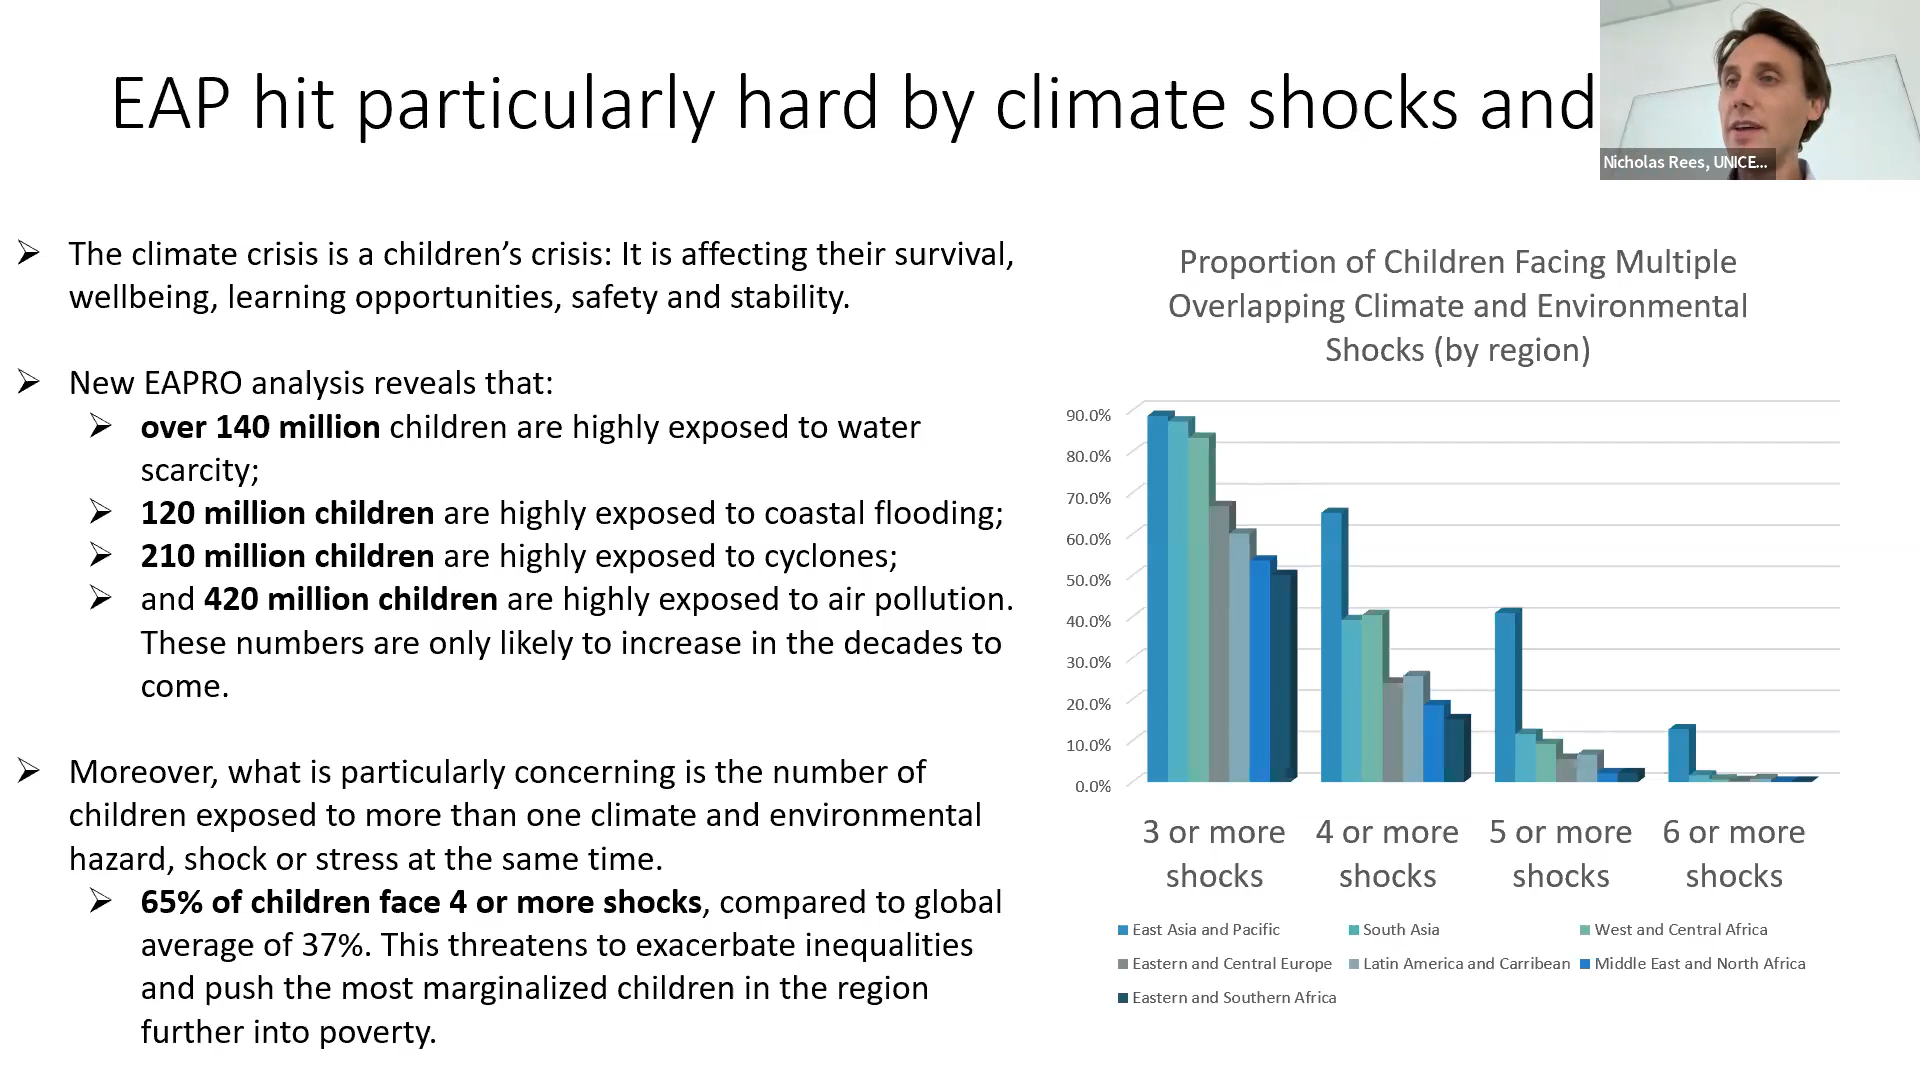 EAP hit particularly hard by climate shocks and
Nicholas Rees, UNICE...
The climate crisis is a children’s crisis: It is affecting their survival,
wellbeing, learning opportunities, safety and stability.
New EAPRO analysis reveals that:
over 140 million children are highly exposed to water
scarcity;
120 million children are highly exposed to coastal flooding;
210 million children are highly exposed to cyclones;
and 420 million children are highly exposed to air pollution.
These numbers are only likely to increase in the decades to
come.
Moreover, what is particularly concerning is the number of
children exposed to more than one climate and environmental
hazard, shock or stress at the same time.
65% of children face 4 or more shocks, compared to global
average of 37%. This threatens to exacerbate inequalities
and push the most marginalized children in the region
further into poverty.
Proportion of Children Facing Multiple
Overlapping Climate and Environmental
Shocks (by region)
90.0%
80.0%
70.0%
60.0%
50.0%
40.0%
30.0%
20.0%
10.0%
0.0%
3 or more shocks
4 or more shocks
5 or more shocks
6 or more shocks
East Asia and Pacific
South Asia
West and Central Africa
Eastern and Central Europe
Latin America and Carribean
Middle East and North Africa
Eastern and Southern Africa